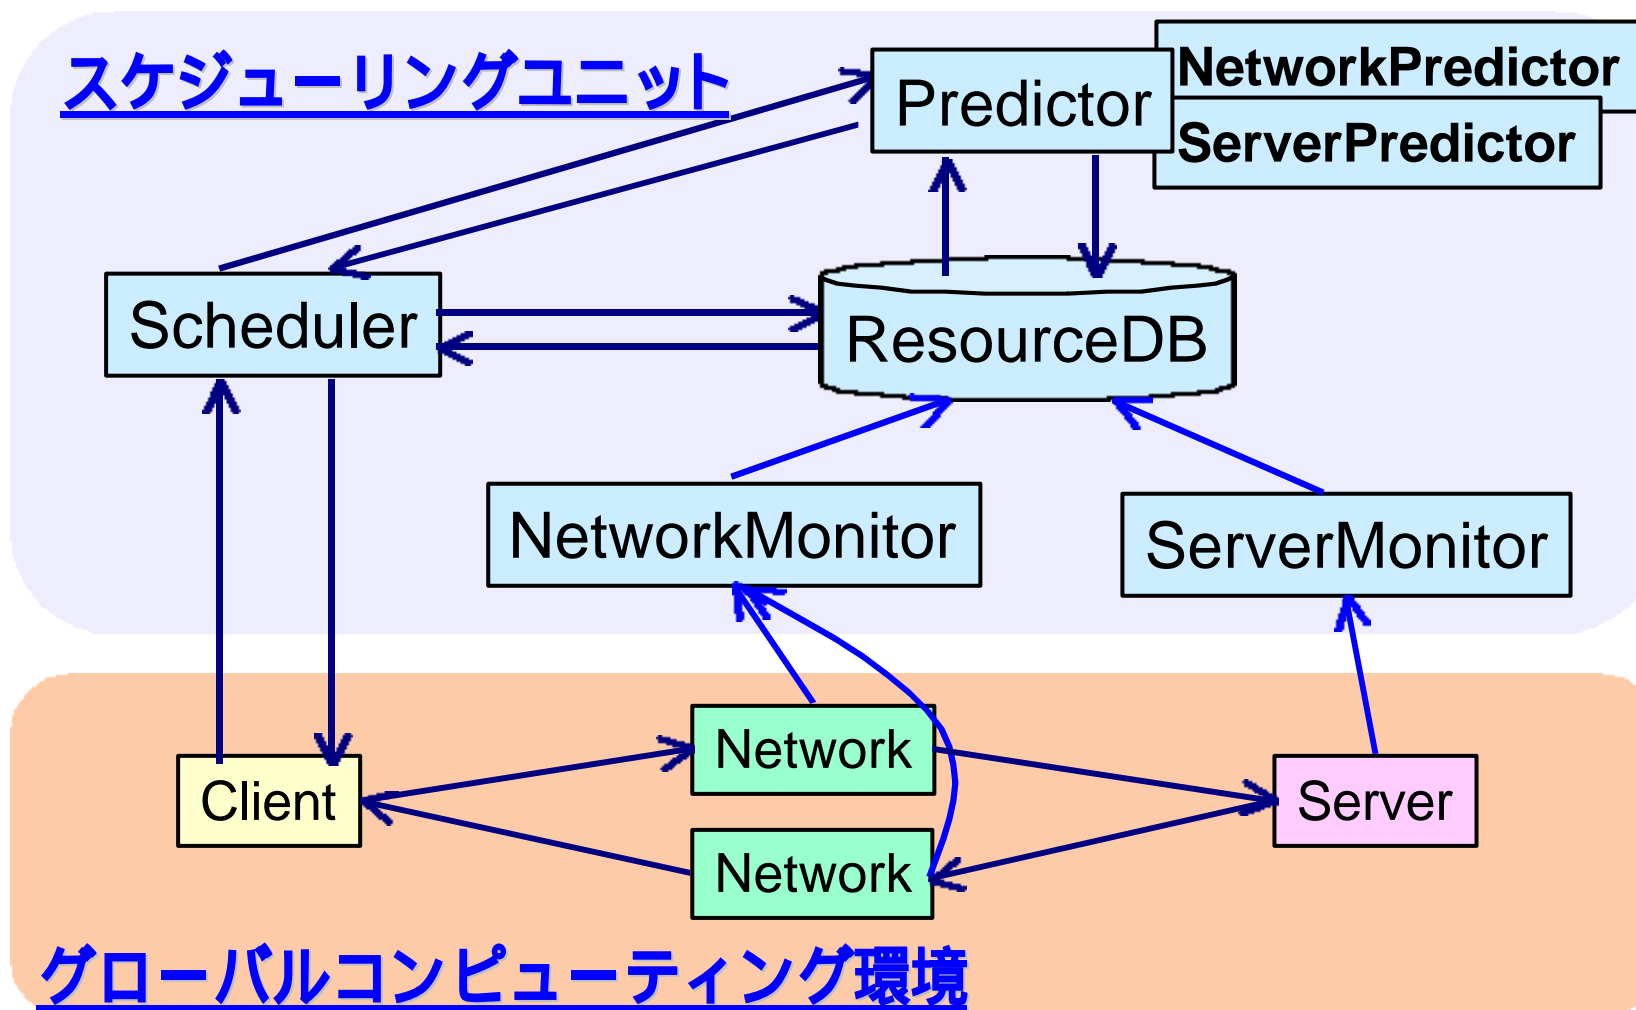 スケジューリングユニット
Predictor
NetworkPredictor
ServerPredictor
Scheduler
ResourceDB
NetworkMonitor
ServerMonitor
Network
Client
Server
Network
グローバルコンピューティング環境